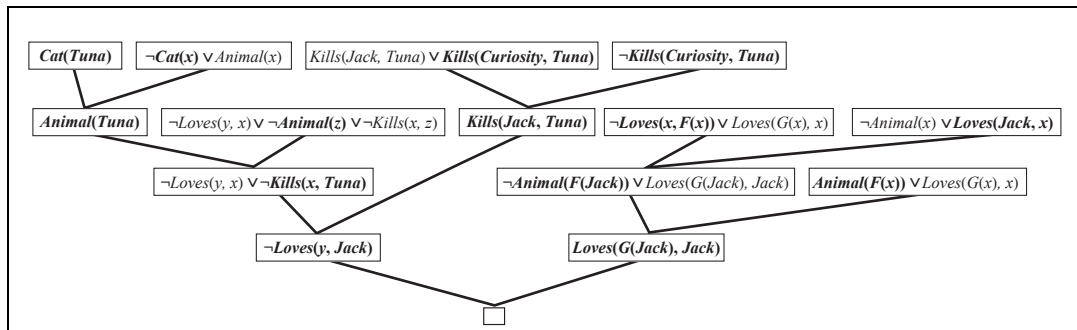 Cat(Tuna) ¬Cat(x) ∨ Animal(x) Kills(Jack, Tuna) ∨ Kills(Curiosity, Tuna) ¬Kills(Curiosity, Tuna)
Animal(Tuna) ¬Loves(y, x) ∨ ¬Animal(z) ∨ ¬Kills(x, z) Kills(Jack, Tuna) ¬Loves(x, F(x)) ∨ Loves(G(x), x) ¬Animal(x) ∨ Loves(Jack, x)
¬Loves(y, x) ∨ ¬Kills(x, Tuna) ¬Animal(F(Jack)) ∨ Loves(G(Jack), Jack) Animal(F(x)) ∨ Loves(G(x), x)
¬Loves(y, Jack) Loves(G(Jack), Jack)